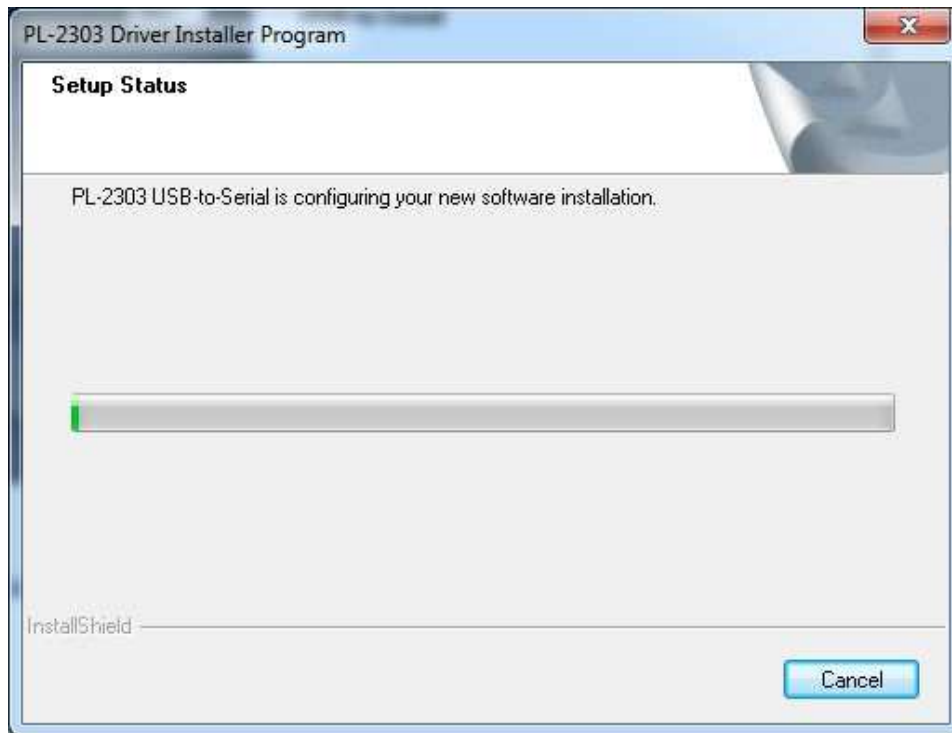 PL-2303 Driver Installer Program
Setup Status
PL-2303 USB-to-Serial is configuring your new software installation.
InstallShield
Cancel